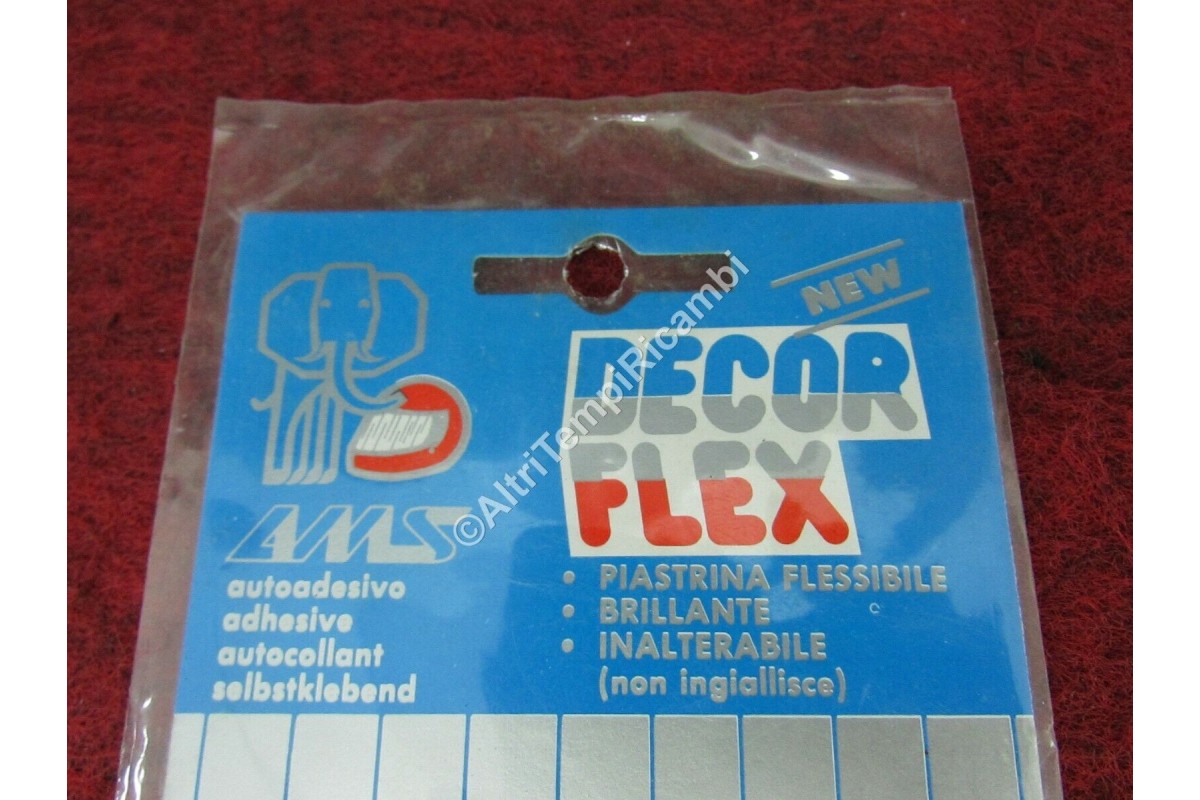 NEW
DECOR
FLEX
AMS
autoadesivo
adhesive
autocollant
selbstklebend
• PIASTRINA FLESSIBILE
• BRILLANTE
• INALTERABILE
(non ingiallisce)
©AltriTempiRicambi